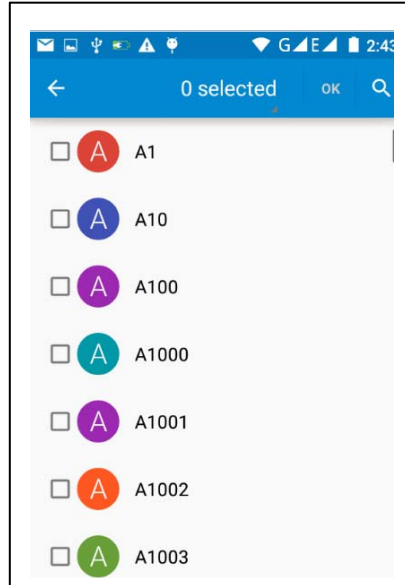 G E 2:43
0 selected OK
A A1
A A10
A A100
A A1000
A A1001
A A1002
A A1003